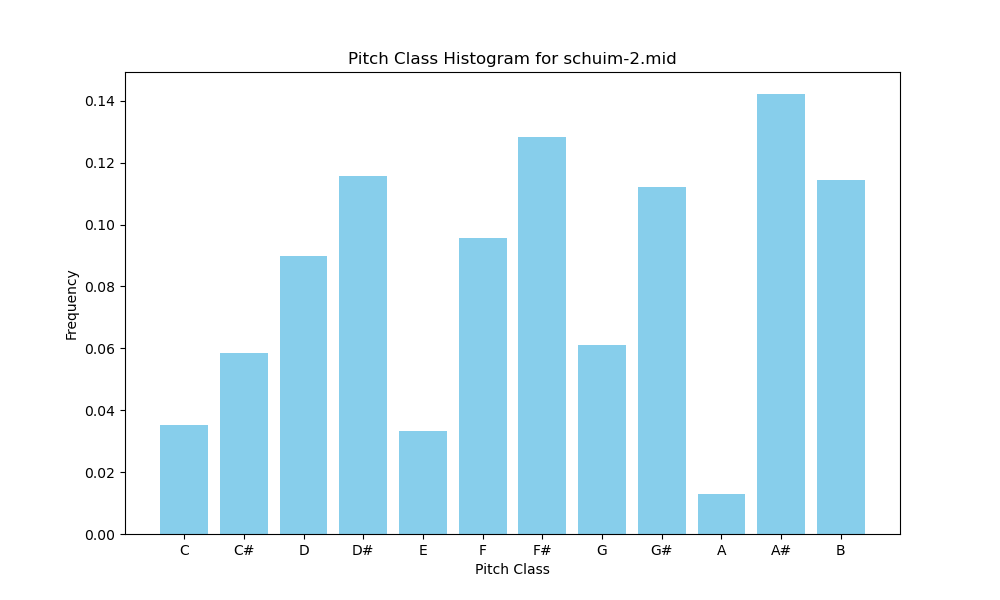 Pitch Class Histogram for schuim-2.mid
Frequency
0.14
0.12
0.10
0.08
0.06
0.04
0.02
0.00
C C# D D# E F F# G G# A A# B
Pitch Class